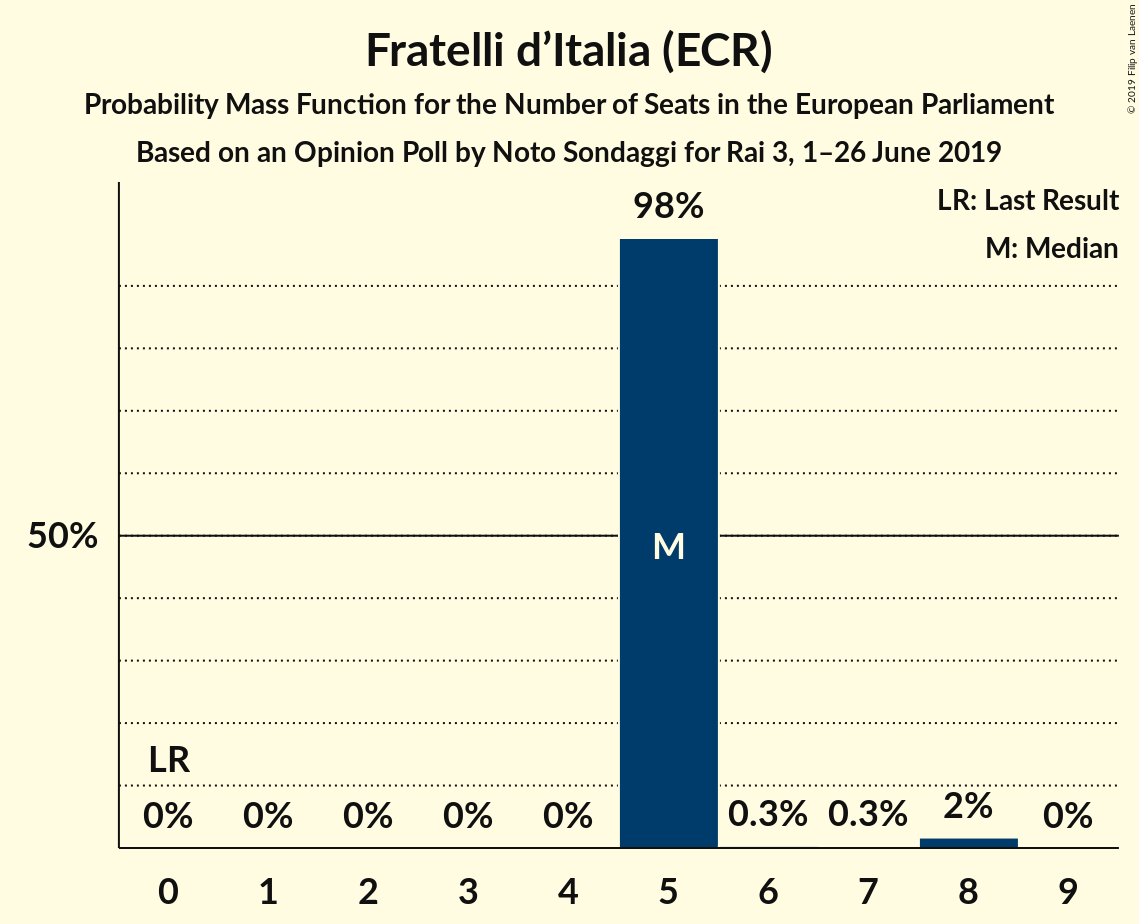 Fratelli d’Italia (ECR)
Probability Mass Function for the Number of Seats in the European Parliament
Based on an Opinion Poll by Noto Sondaggi for Rai 3, 1–26 June 2019
© 2019 Filip van Laenen
LR: Last Result
M: Median
98%
50%
M
LR
0%
0%
0%
0%
0%
0.3%
0.3%
2%
0%
0
1
2
3
4
5
6
7
8
9